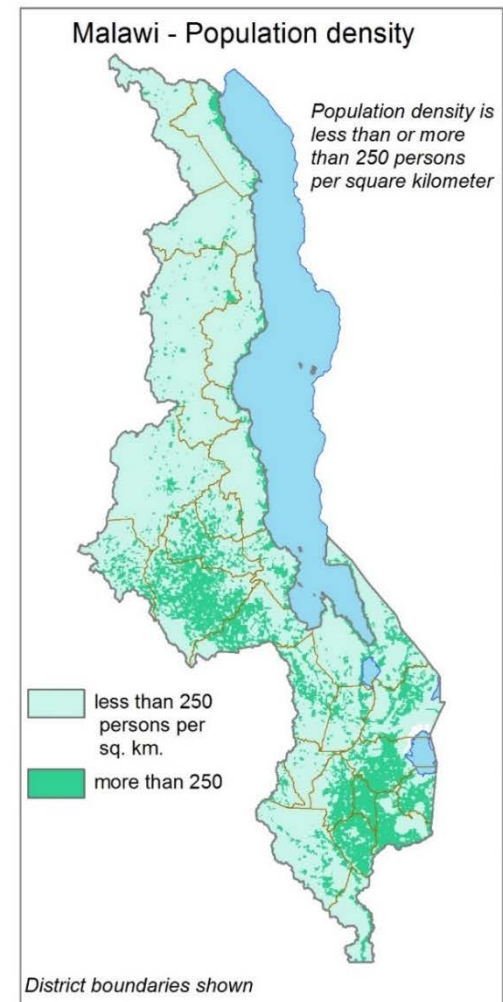 Malawi - Population density
Population density is
less than or more
than 250 persons
per square kilometer
less than 250
persons per
sq. km.
more than 250
District boundaries shown